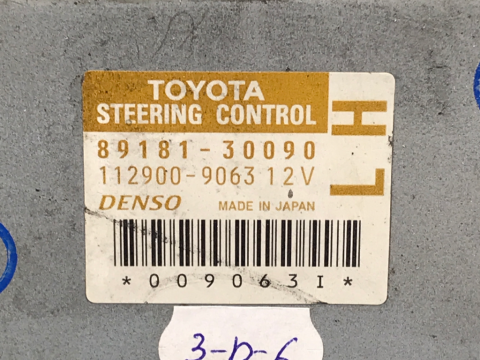 TOYOTA
STEERING CONTROL
89181-30090
112900-9063 12V
DENSO MADE IN JAPAN
*009063I*
LH
3-D-6